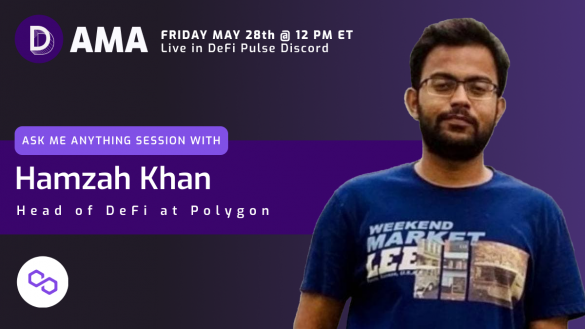 D AMA
FRIDAY MAY 28th @ 12 PM ET
Live in DeFi Pulse Discord
ASK ME ANYTHING SESSION WITH
Hamzah Khan
Head of DeFi at Polygon
WEEKEND
MARKET
LEE